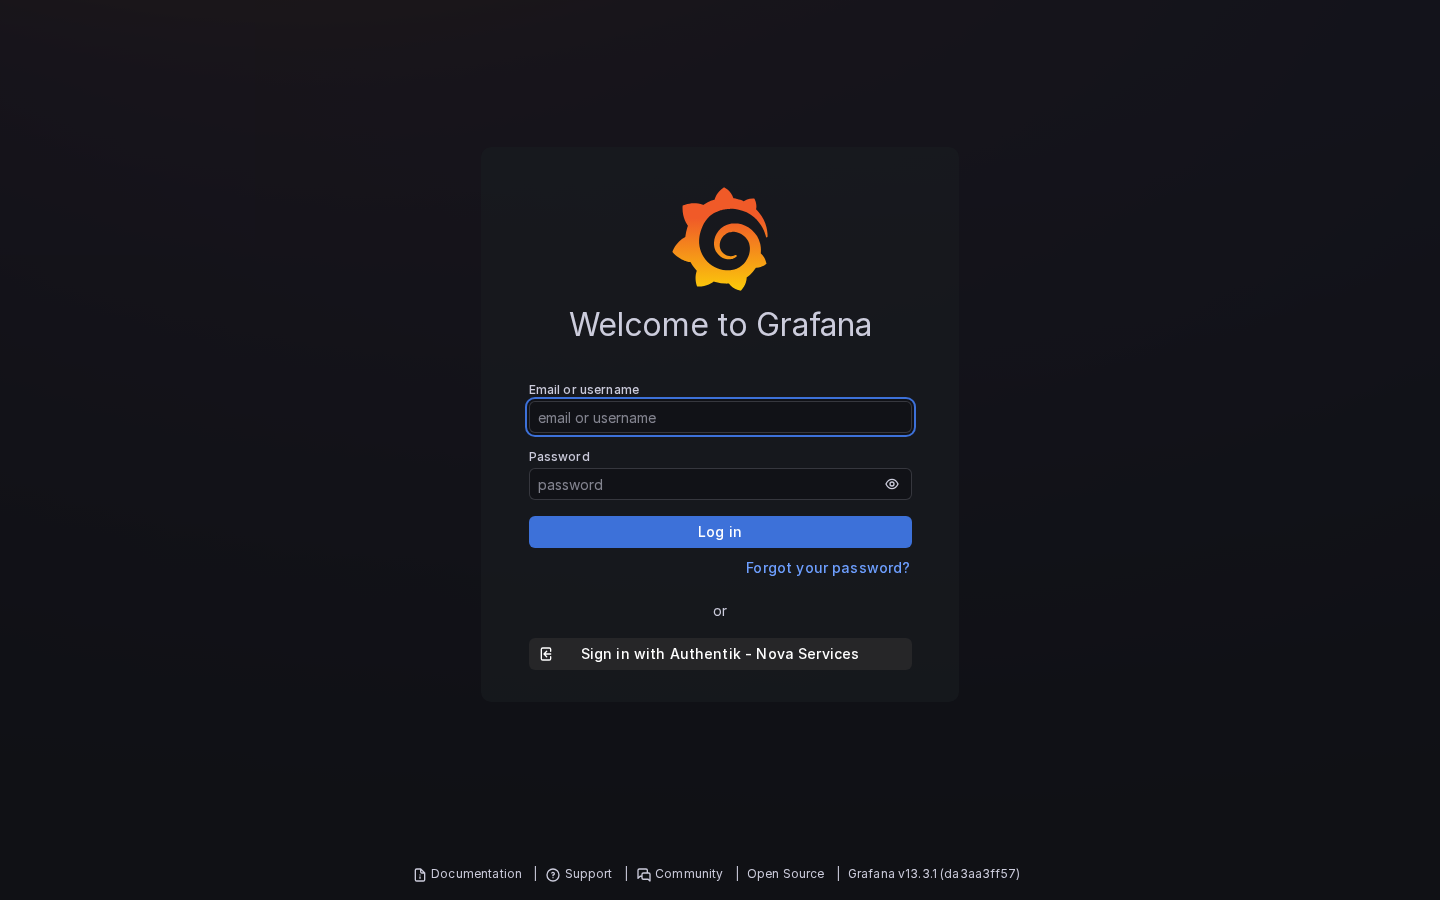 Welcome to Grafana
Email or username
email or username
Password
password
Log in
Forgot your password?
or
Sign in with Authentik - Nova Services
Documentation | Support | Community | Open Source | Grafana v13.3.1 (da3aa3ff57)